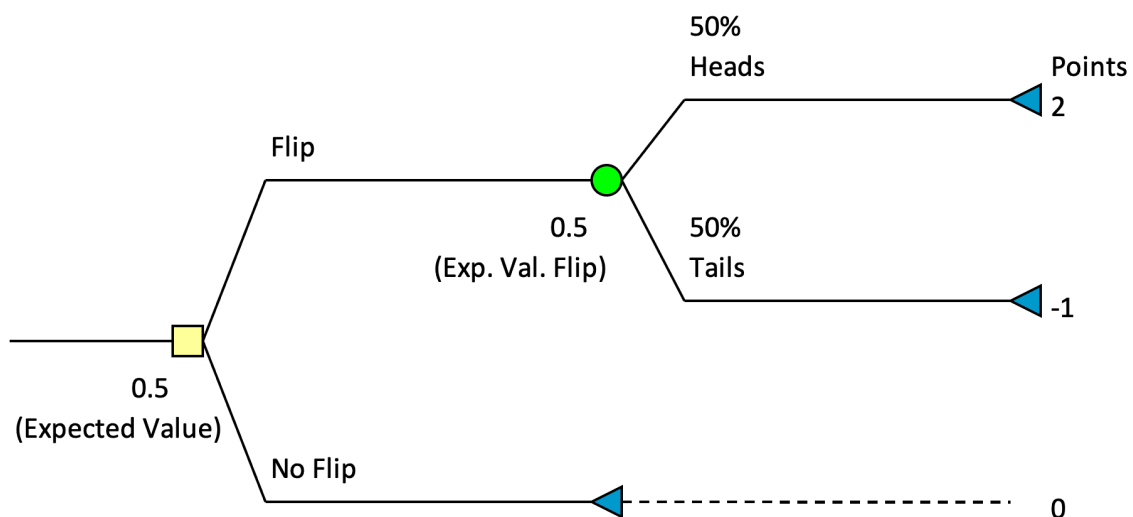 50%
Heads
Points
2
Flip
0.5
(Exp. Val. Flip)
50%
Tails
-1
0.5
(Expected Value)
No Flip
0